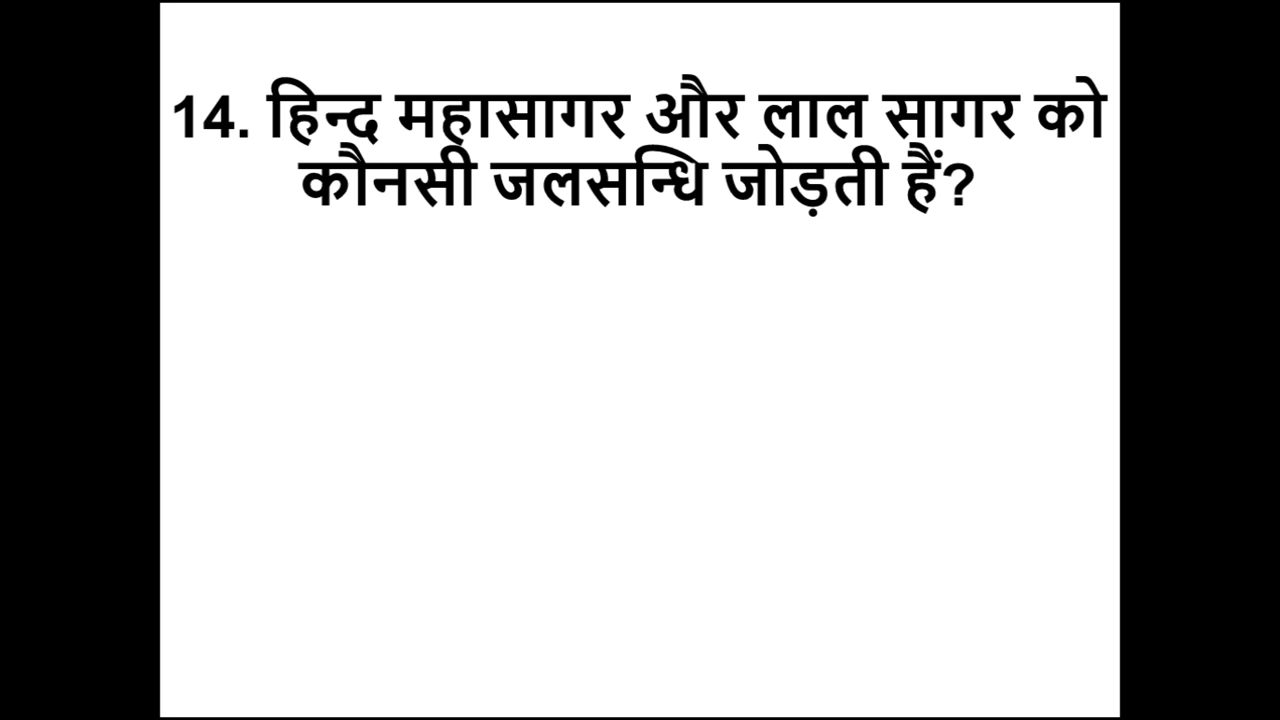 14. हिन्द महासागर और लाल सागर को
कौनसी जलसन्धि जोड़ती हैं?